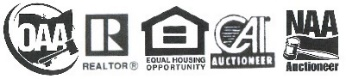 OAA
R
REALTOR®
EQUAL HOUSING
OPPORTUNITY
CAI
AUCTIONEER
NAA
Auctioneer